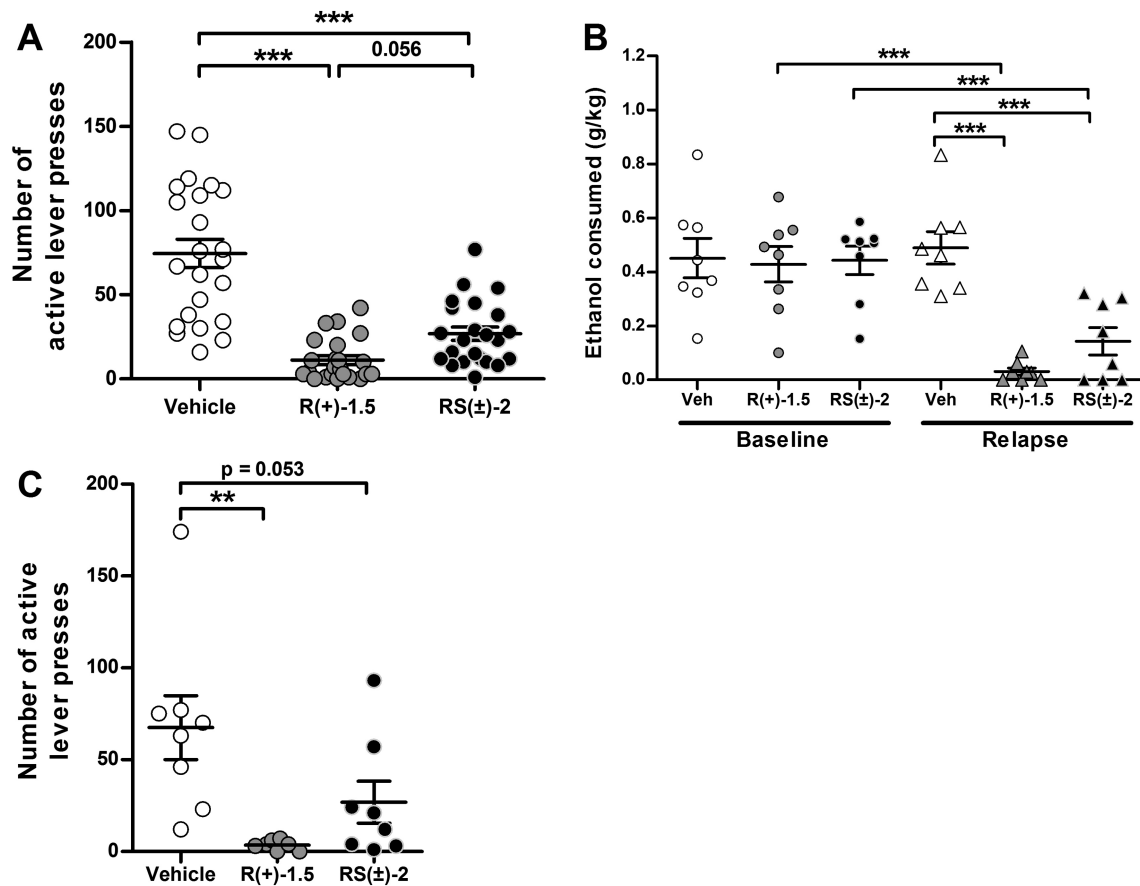 A
***
***
0.056
200
150
100
50
0
Number of
active lever presses
Vehicle
R(+)-1.5
RS(±)-2
B
***
***
***
***
1.2
1.0
0.8
0.6
0.4
0.2
0.0
Ethanol consumed (g/kg)
Veh
R(+)-1.5
RS(±)-2
Veh
R(+)-1.5
RS(±)-2
Baseline
Relapse
C
p = 0.053
**
200
150
100
50
0
Number of active
lever presses
Vehicle
R(+)-1.5
RS(±)-2